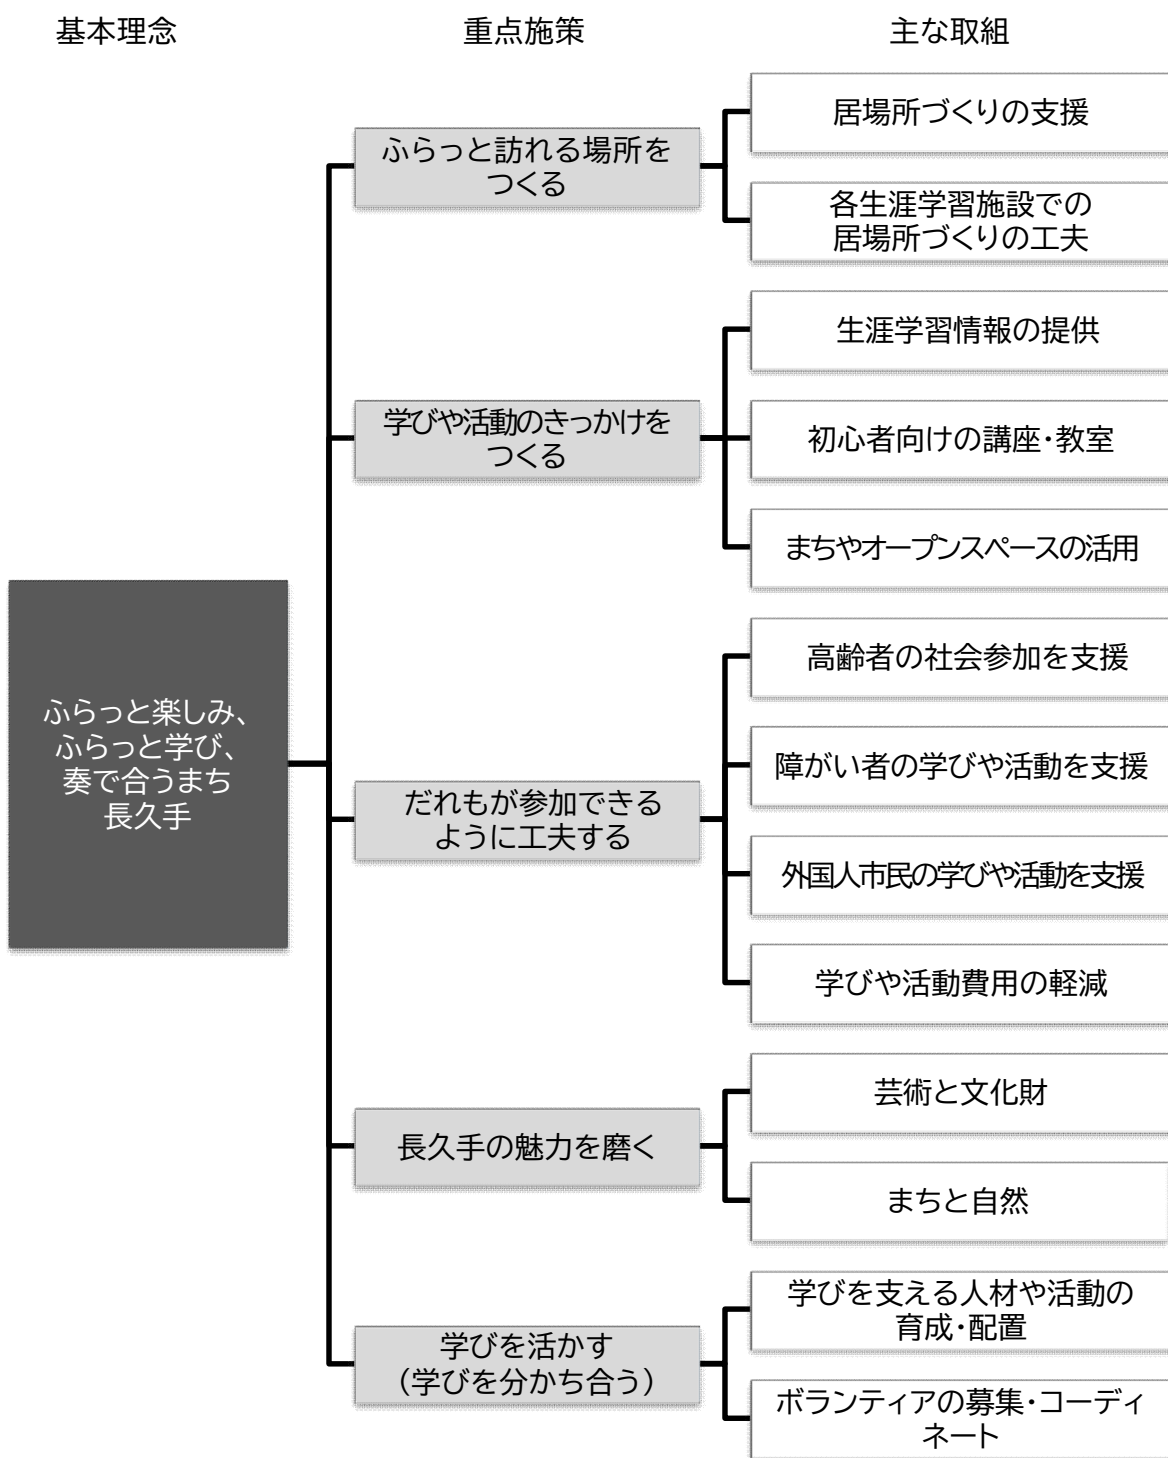 基本理念
重点施策
主な取組
ふらっと楽しみ、
ふらっと学び、
奏で合うまち
長久手
ふらっと訪れる場所を
つくる
居場所づくりの支援
各生涯学習施設での
居場所づくりの工夫
学びや活動のきっかけを
つくる
生涯学習情報の提供
初心者向けの講座・教室
まちやオープンスペースの活用
だれもが参加できる
ように工夫する
高齢者の社会参加を支援
障がい者の学びや活動を支援
外国人市民の学びや活動を支援
学びや活動費用の軽減
長久手の魅力を磨く
芸術と文化財
まちと自然
学びを活かす
（学びを分かち合う）
学びを支える人材や活動の
育成・配置
ボランティアの募集・コーディ
ネート